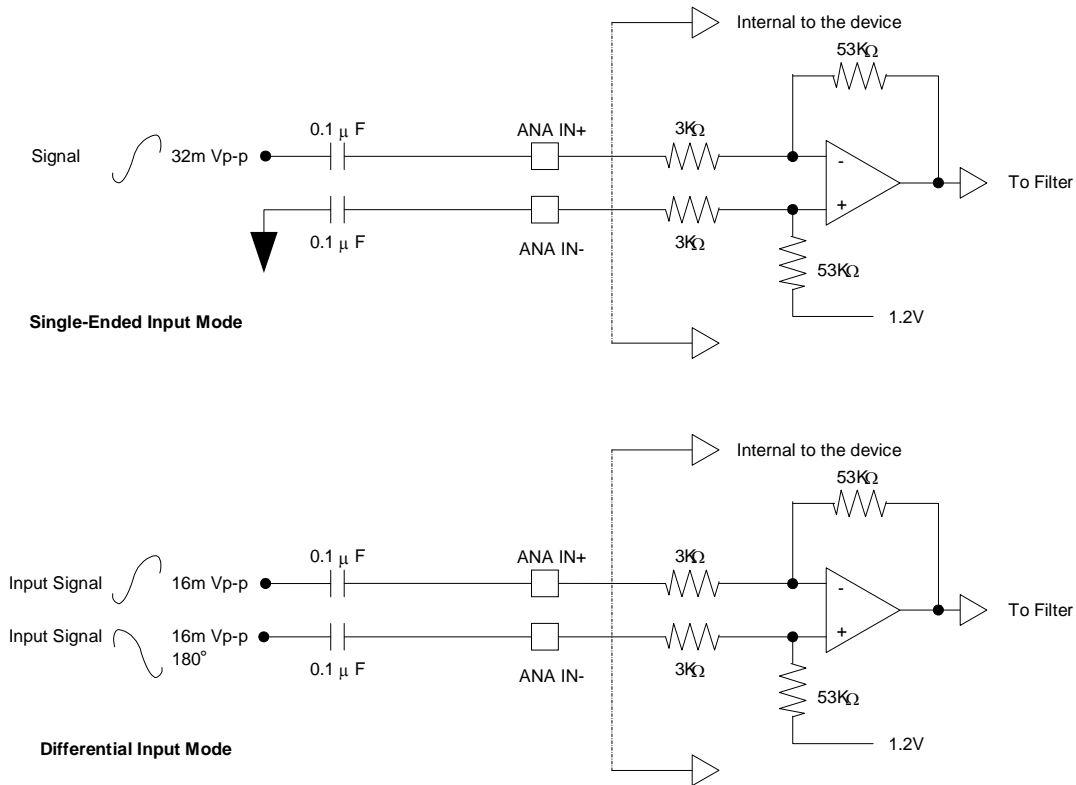 Internal to the device
53KΩ
0.1 μ F
ANA IN+
3KΩ
Signal
32m Vp-p
-
To Filter
+
0.1 μ F
ANA IN-
3KΩ
53KΩ
1.2V
Single-Ended Input Mode
Internal to the device
53KΩ
0.1 μ F
ANA IN+
3KΩ
Input Signal
16m Vp-p
-
To Filter
Input Signal
16m Vp-p
180°
+
0.1 μ F
ANA IN-
3KΩ
53KΩ
1.2V
Differential Input Mode